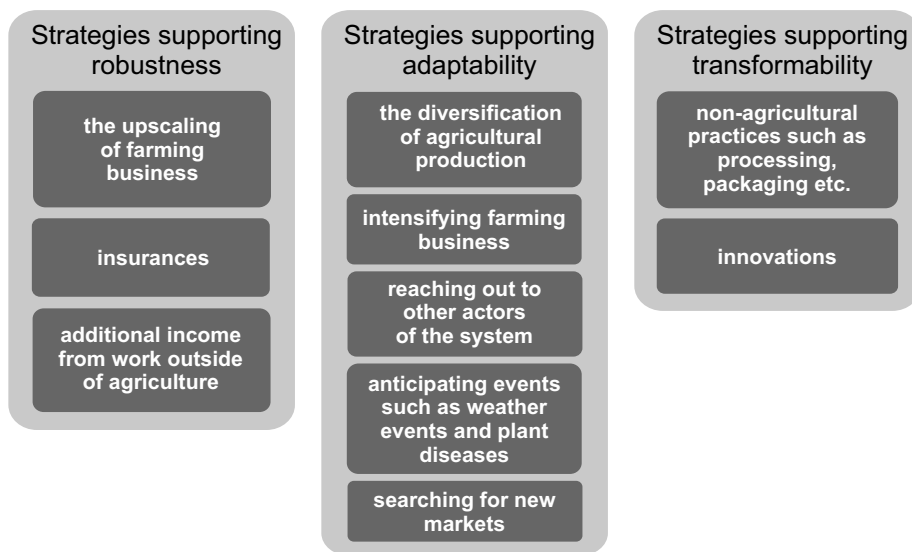 Strategies supporting
robustness
the upscaling
of farming
business
insurances
additional income
from work outside
of agriculture
Strategies supporting
adaptability
the diversification
of agricultural
production
intensifying farming
business
reaching out to
other actors
of the system
anticipating events
such as weather
events and plant
diseases
searching for new
markets
Strategies supporting
transformability
non-agricultural
practices such as
processing,
packaging etc.
innovations